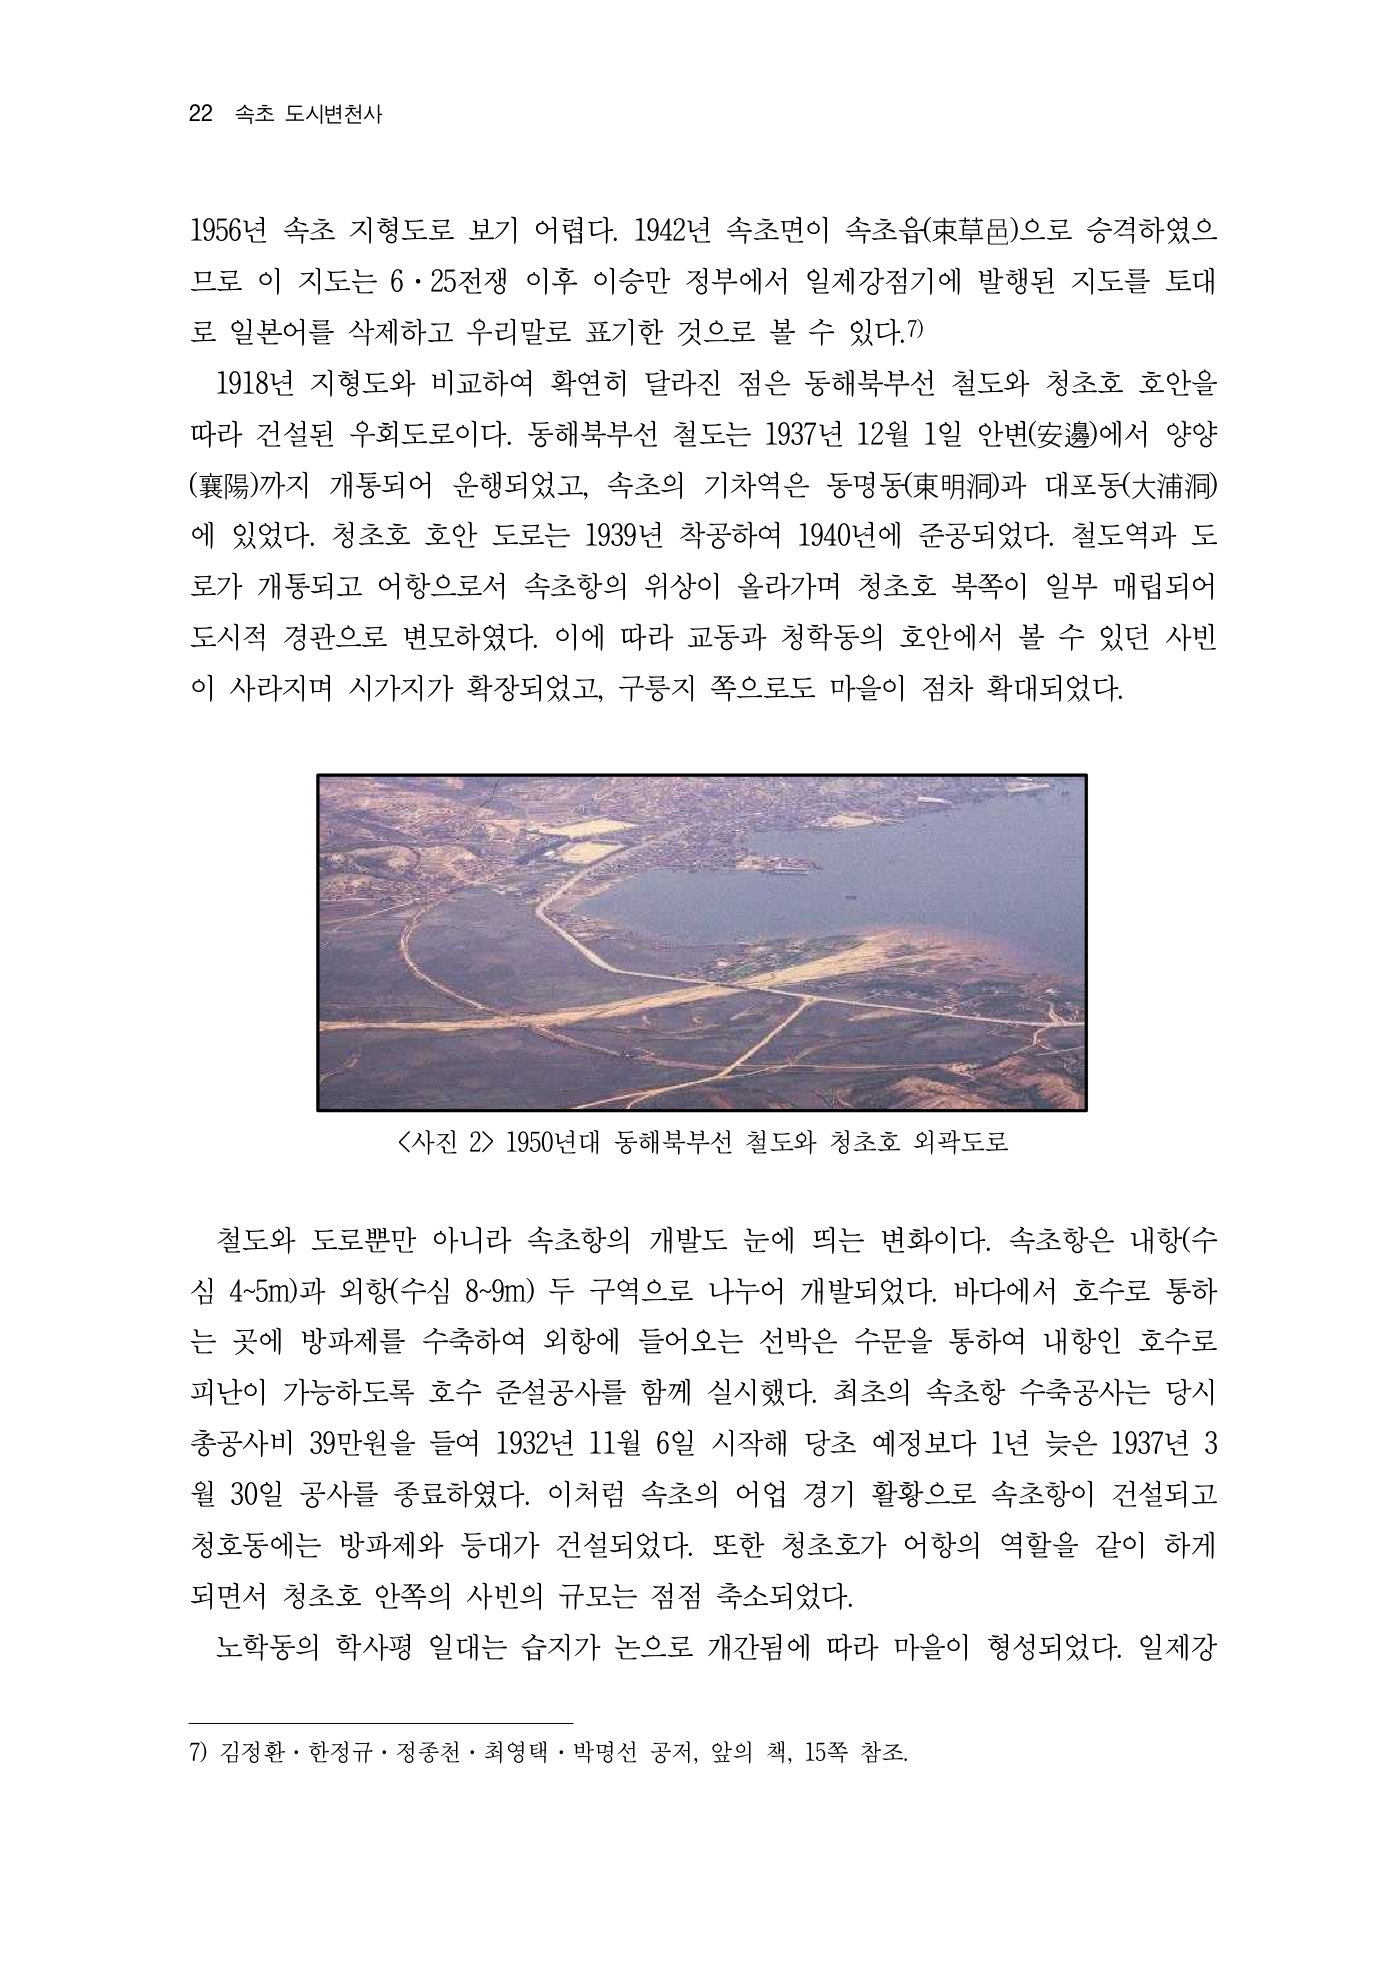 22 속초 도시변천사
1956년 속초 지형도로 보기 어렵다. 1942년 속초면이 속초읍(束草邑)으로 승격하였으
므로 이 지도는 6·25전쟁 이후 이승만 정부에서 일제강점기에 발행된 지도를 토대
로 일본어를 삭제하고 우리말로 표기한 것으로 볼 수 있다.7)
1918년 지형도와 비교하여 확연히 달라진 점은 동해북부선 철도와 청초호 호안을
따라 건설된 우회도로이다. 동해북부선 철도는 1937년 12월 1일 안변(安邊)에서 양양
(襄陽)까지 개통되어 운행되었고, 속초의 기차역은 동명동(東明洞)과 대포동(大浦洞)
에 있었다. 청초호 호안 도로는 1939년 착공하여 1940년에 준공되었다. 철도역과 도
로가 개통되고 어항으로서 속초항의 위상이 올라가며 청초호 북쪽이 일부 매립되어
도시적 경관으로 변모하였다. 이에 따라 교동과 청학동의 호안에서 볼 수 있던 사빈
이 사라지며 시가지가 확장되었고, 구릉지 쪽으로도 마을이 점차 확대되었다.
<사진 2> 1950년대 동해북부선 철도와 청초호 외곽도로
철도와 도로뿐만 아니라 속초항의 개발도 눈에 띄는 변화이다. 속초항은 내항(수
심 4~5m)과 외항(수심 8~9m) 두 구역으로 나누어 개발되었다. 바다에서 호수로 통하
는 곳에 방파제를 수축하여 외항에 들어오는 선박은 수문을 통하여 내항인 호수로
피난이 가능하도록 호수 준설공사를 함께 실시했다. 최초의 속초항 수축공사는 당시
총공사비 39만원을 들여 1932년 11월 6일 시작해 당초 예정보다 1년 늦은 1937년 3
월 30일 공사를 종료하였다. 이처럼 속초의 어업 경기 활황으로 속초항이 건설되고
청호동에는 방파제와 등대가 건설되었다. 또한 청초호가 어항의 역할을 같이 하게
되면서 청초호 안쪽의 사빈의 규모는 점점 축소되었다.
노학동의 학사평 일대는 습지가 논으로 개간됨에 따라 마을이 형성되었다. 일제강
7) 김정환·한정규·정종천·최영택·박명선 공저, 앞의 책, 15쪽 참조.